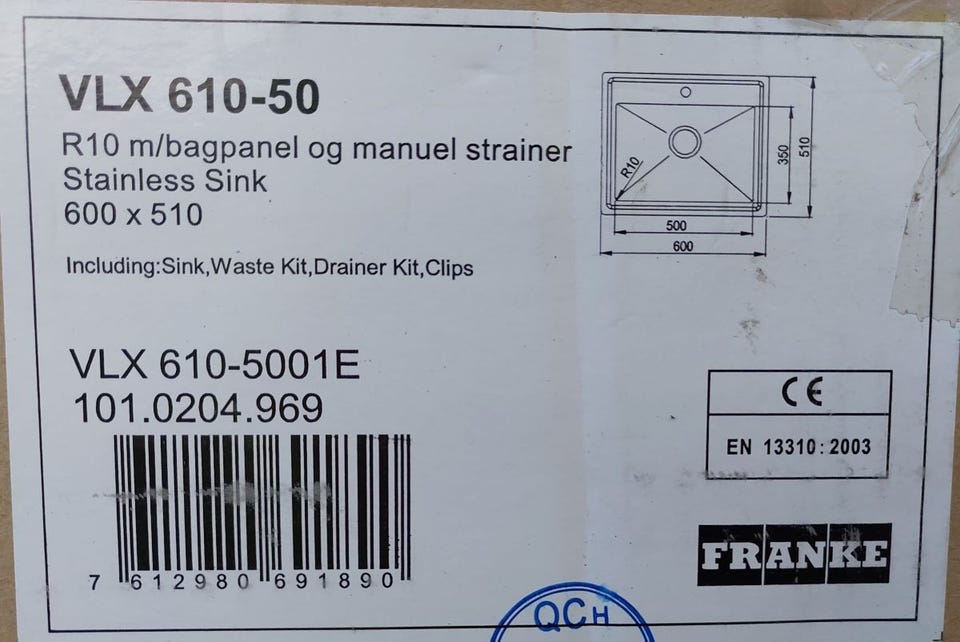 VLX 610-50
R10 m/bagpanel og manuel strainer
Stainless Sink
600 x 510
Including:Sink,Waste Kit,Drainer Kit,Clips
R10
350
510
500
600
VLX 610-5001E
101.0204.969
7 612980 691890
CE
EN 13310:2003
FRANKE
QCH